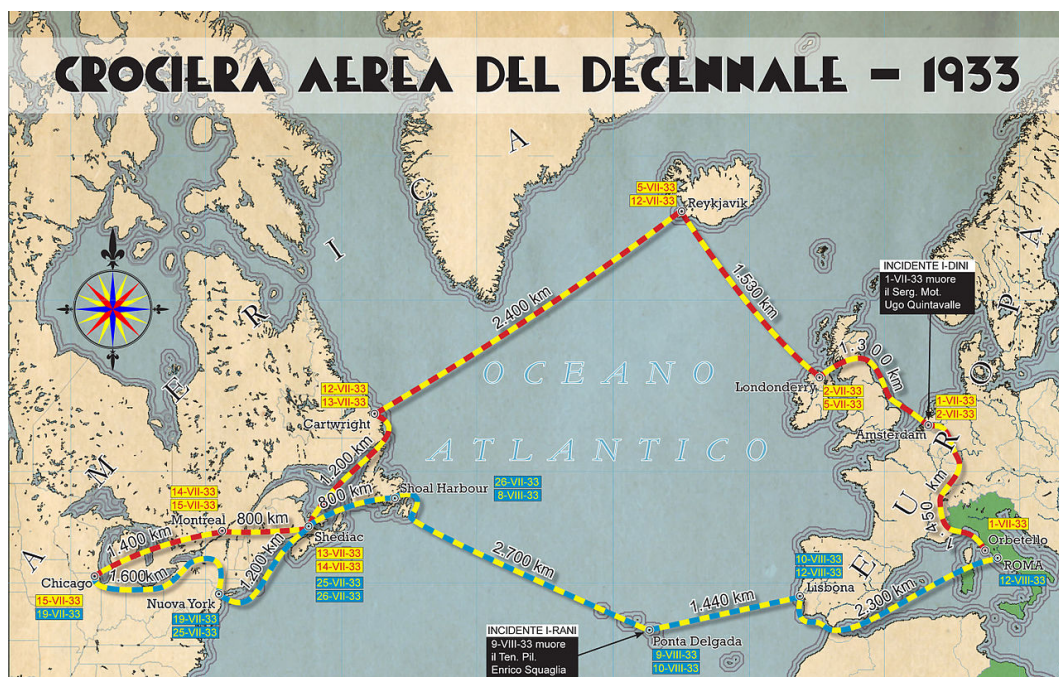 CROCIERA AEREA DEL DECENNALE – 1933
AMERICA
EUROPA
OCEANO
ATLANTICO
5-VII-33
12-VII-33
Reykjavik
2.400 km
1.530 km
INCIDENTE I-DINI
1-VII-33 muore
il Serg. Mot.
Ugo Quintavalle
12-VII-33
13-VII-33
Cartwright
Londonderry
2-VII-33
5-VII-33
1.300 km
1-VII-33
2-VII-33
Amsterdam
1.450 km
1-VII-33
Orbetello
ROMA
12-VIII-33
1.200 km
800 km
Shoal Harbour
26-VII-33
8-VIII-33
14-VII-33
15-VII-33
Montreal
800 km
1.400 km
Shediac
13-VII-33
14-VII-33
25-VII-33
26-VII-33
Chicago
15-VII-33
19-VII-33
1.600km
1.200 km
Nuova York
19-VII-33
25-VII-33
2.700 km
INCIDENTE I-RANI
9-VIII-33 muore
il Ten. Pil.
Enrico Squaglia
Ponta Delgada
9-VIII-33
10-VIII-33
1.440 km
10-VIII-33
12-VIII-33
Lisbona
2.300 km